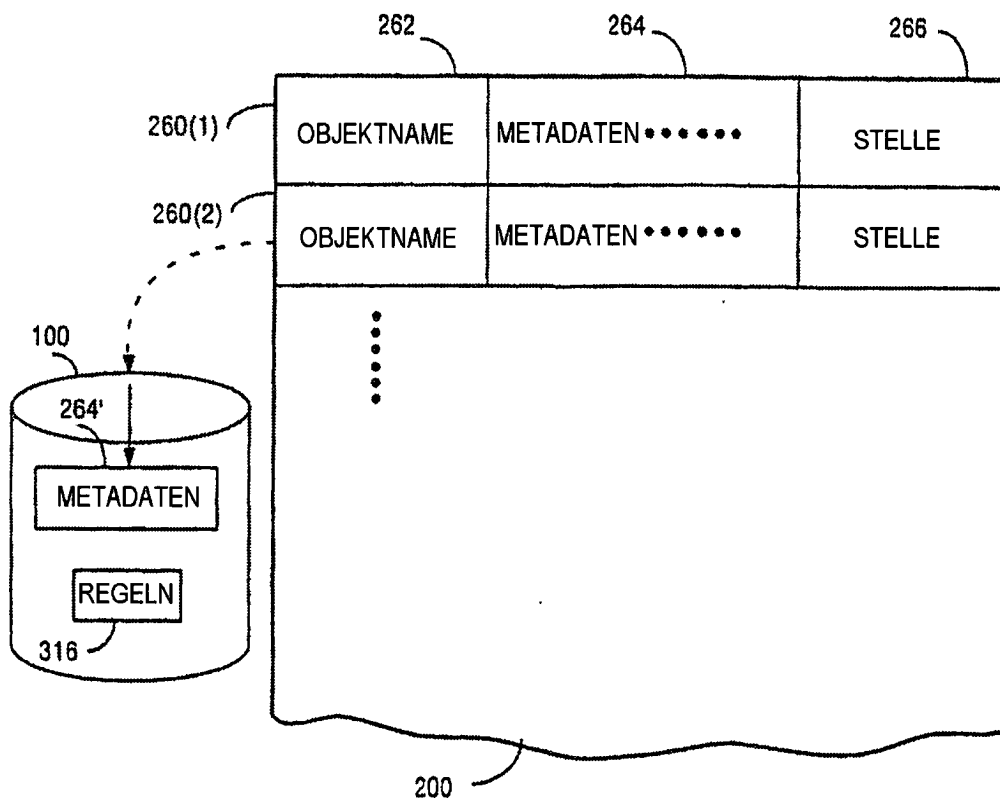 262 264 266
260(1) OBJEKTNAME METADATEN •••••• STELLE
260(2) OBJEKTNAME METADATEN •••••• STELLE
100
264'
METADATEN
REGELN
316
200